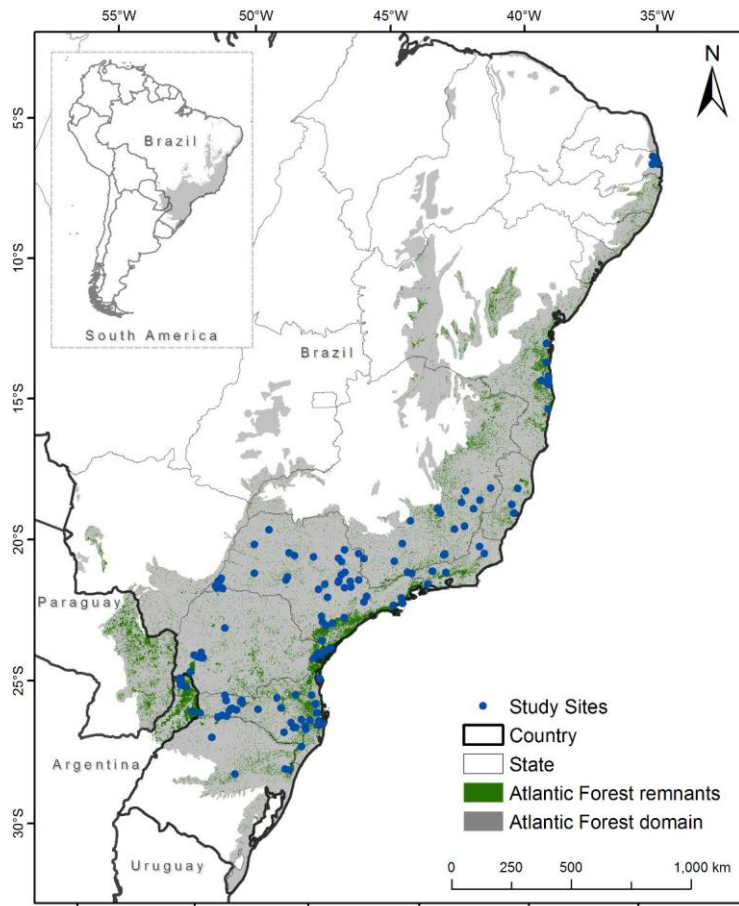 55°W 50°W 45°W 40°W 35°W
N
Brazil
South America
5°S
10°S
15°S
20°S
25°S
30°S
Brazil
Paraguay
Argentina
Uruguay
Study Sites
Country
State
Atlantic Forest remnants
Atlantic Forest domain
0 250 500 1,000 km